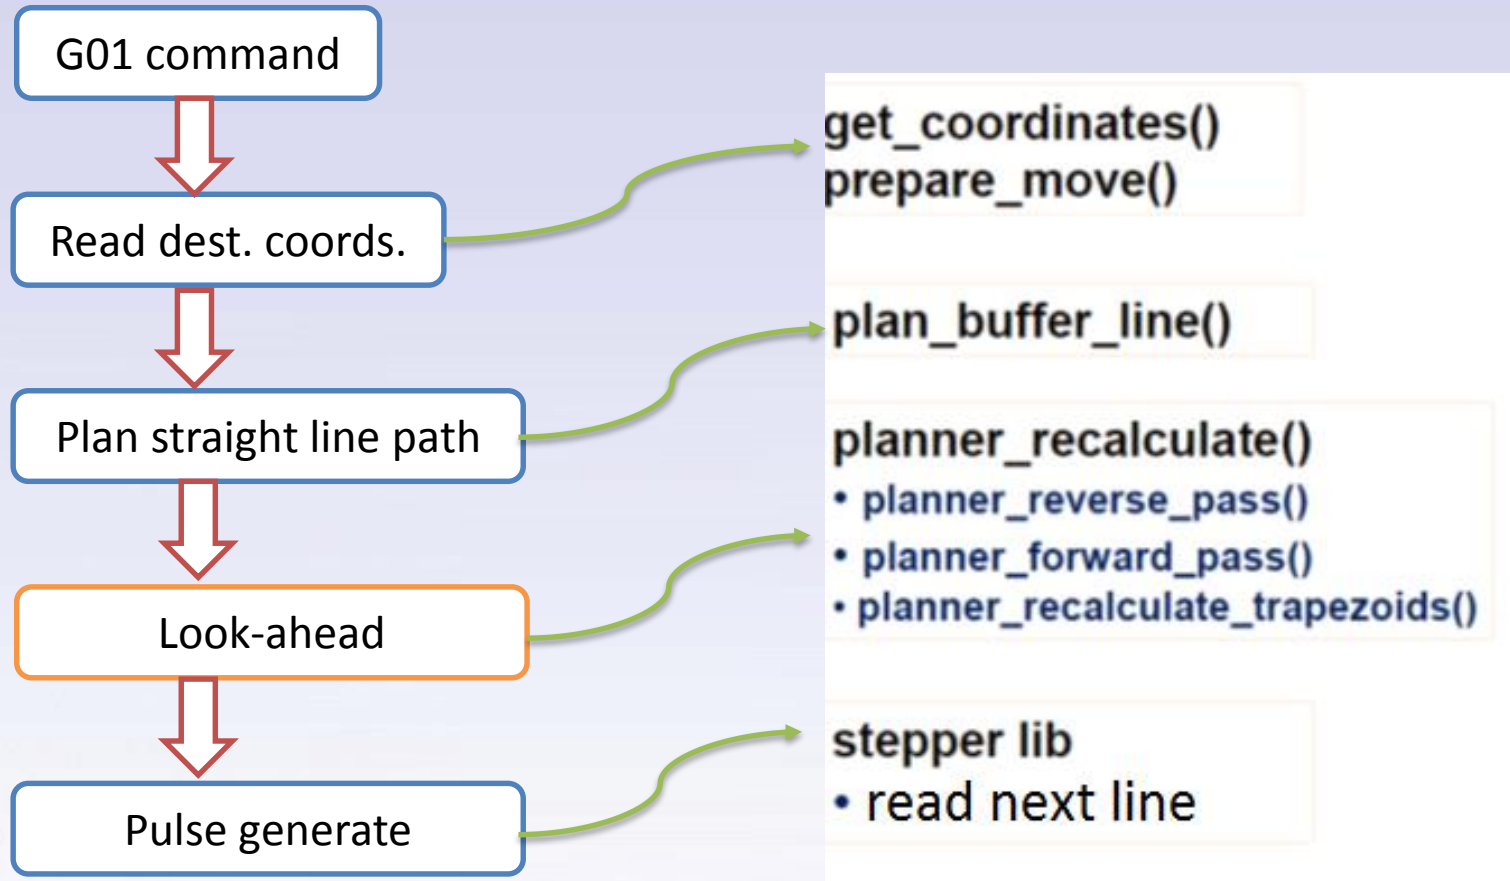 G01 command
Read dest. coords.
Plan straight line path
Look-ahead
Pulse generate
get_coordinates()
prepare_move()
plan_buffer_line()
planner_recalculate()
• planner_reverse_pass()
• planner_forward_pass()
• planner_recalculate_trapezoids()
stepper lib
• read next line